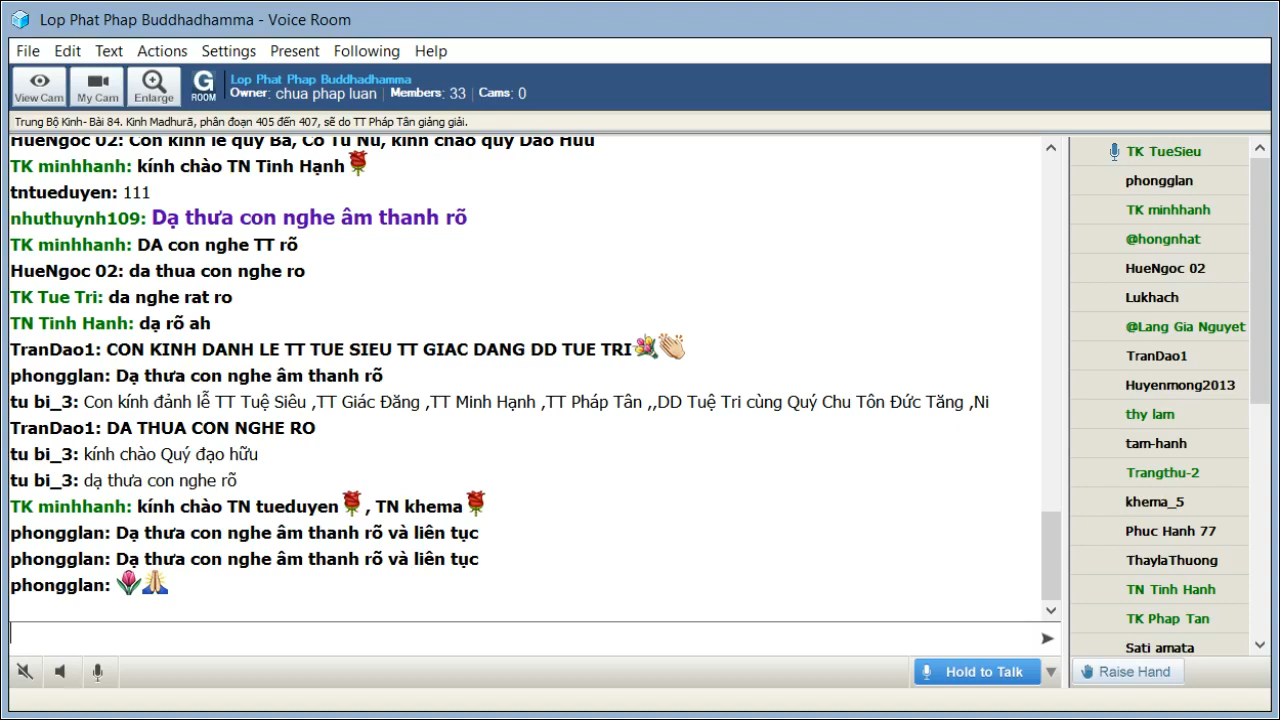 Lop Phat Phap Buddhadhamma - Voice Room
File Edit Text Actions Settings Present Following Help
View Cam My Cam Enlarge G ROOM
Lop Phat Phap Buddhadhamma
Owner: chua phap luan Members: 33 Cams: 0
Trung Bộ Kinh- Bài 84. Kinh Madhurā, phân đoạn 405 đến 407, sẽ do TT Pháp Tân giảng giải.
HueNgoc 02: Con kinh le quy Ba, Co Tu Nu, kinh chao quy Dao Huu
TK minhhanh: kính chào TN Tinh Hạnh
tntueduyen: 111
nhuthuynh109: Dạ thưa con nghe âm thanh rõ
TK minhhanh: DA con nghe TT rõ
HueNgoc 02: da thua con nghe ro
TK Tue Tri: da nghe rat ro
TN Tinh Hanh: dạ rõ ah
TranDao1: CON KINH DANH LE TT TUE SIEU TT GIAC DANG DD TUE TRI
phongglan: Dạ thưa con nghe âm thanh rõ
tu bi_3: Con kính đảnh lễ TT Tuệ Siêu ,TT Giác Đăng ,TT Minh Hạnh ,TT Pháp Tân ,,DD Tuệ Tri cùng Quý Chu Tôn Đức Tăng ,Ni
TranDao1: DA THUA CON NGHE RO
tu bi_3: kính chào Quý đạo hữu
tu bi_3: dạ thưa con nghe rõ
TK minhhanh: kính chào TN tueduyen, TN khema
phongglan: Dạ thưa con nghe âm thanh rõ và liên tục
phongglan: Dạ thưa con nghe âm thanh rõ và liên tục
phongglan:
TK TueSieu
phongglan
TK minhhanh
@hongnhat
HueNgoc 02
Lukhach
@Lang Gia Nguyet
TranDao1
Huyenmong2013
thy lam
tam-hanh
Trangthu-2
khema_5
Phuc Hanh 77
ThaylaThuong
TN Tinh Hanh
TK Phap Tan
Sati amata
Hold to Talk
Raise Hand